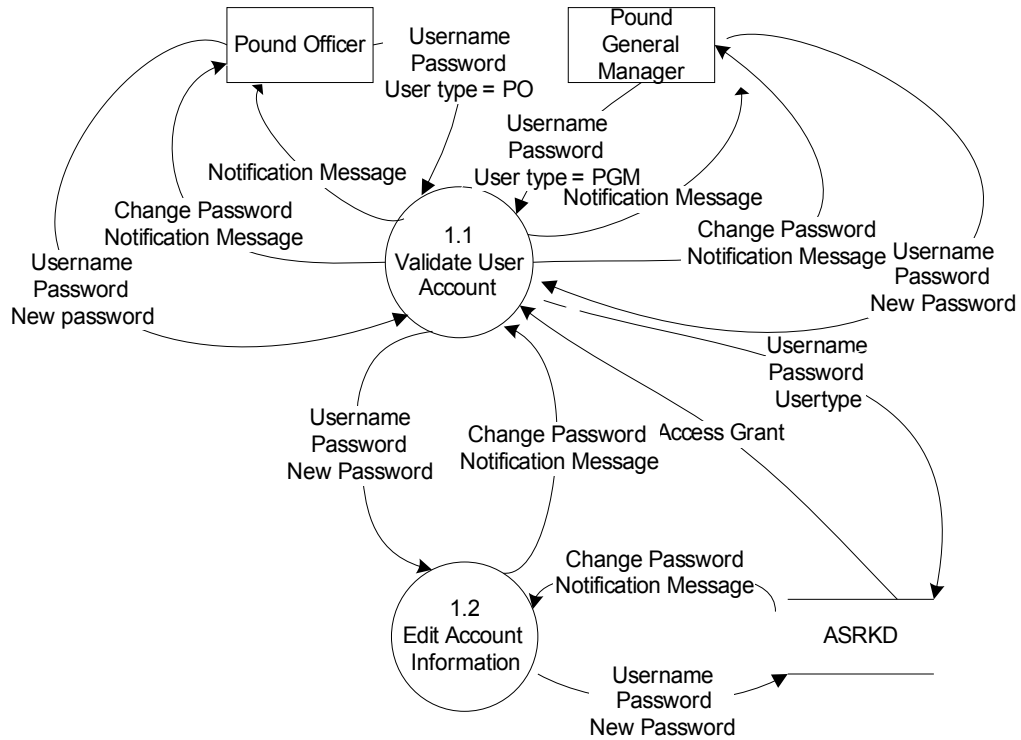 Pound Officer
Username
Password
User type = PO
Pound
General
Manager
Username
Password
User type = PGM
Notification Message
Notification Message
Change Password
Notification Message
Change Password
Notification Message
Username
Password
New password
1.1
Validate User
Account
Username
Password
New Password
Username
Password
Usertype
Username
Password
New Password
Change Password
Notification Message
Access Grant
Change Password
Notification Message
1.2
Edit Account
Information
ASRKD
Username
Password
New Password